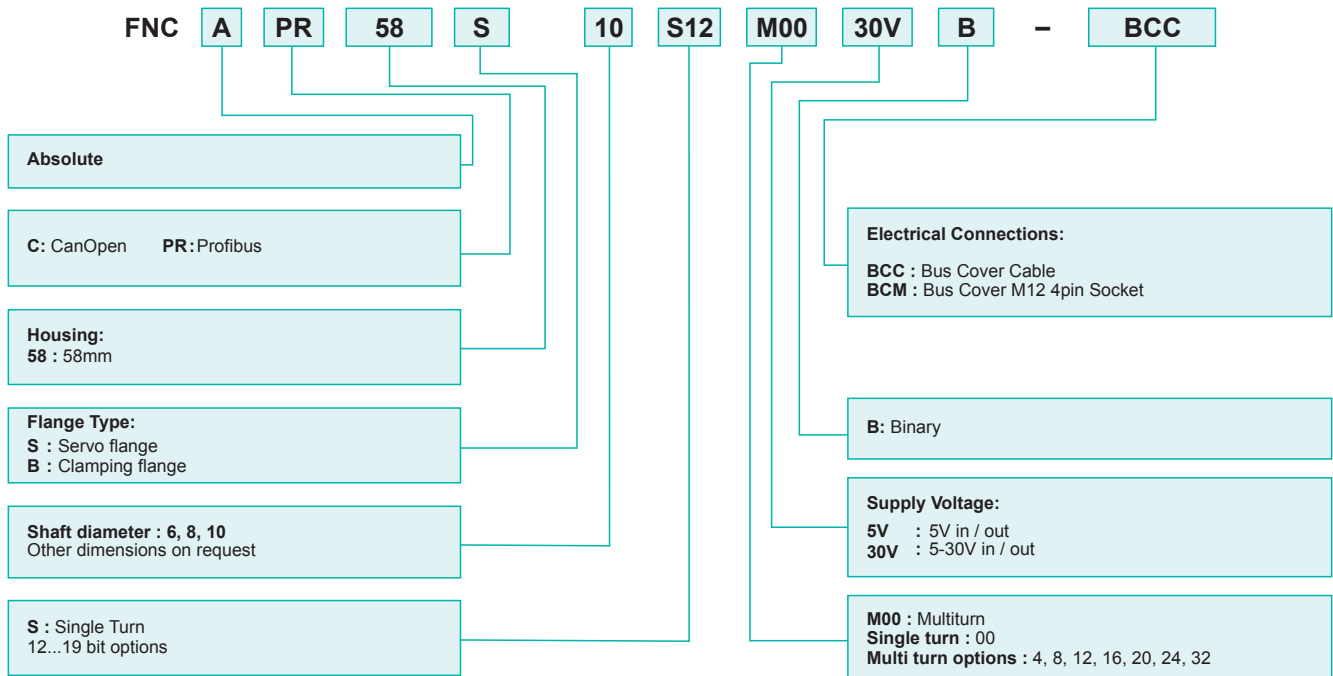 FNC A PR 58 S 10 S12 M00 30V B – BCC
Absolute
C: CanOpen PR: Profibus
Housing:
58 : 58mm
Flange Type:
S : Servo flange
B : Clamping flange
Shaft diameter : 6, 8, 10
Other dimensions on request
S : Single Turn
12...19 bit options
Electrical Connections:
BCC : Bus Cover Cable
BCM : Bus Cover M12 4pin Socket
B: Binary
Supply Voltage:
5V : 5V in / out
30V : 5-30V in / out
M00 : Multiturn
Single turn : 00
Multi turn options : 4, 8, 12, 16, 20, 24, 32